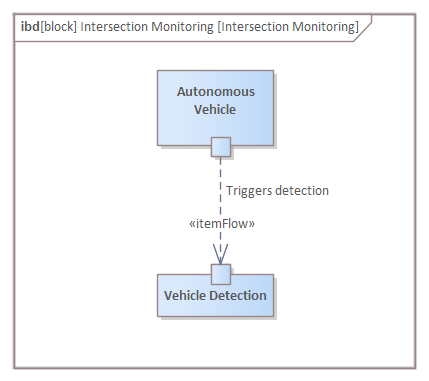 ibd[block] Intersection Monitoring [Intersection Monitoring]
Autonomous
Vehicle
Triggers detection
«itemFlow»
Vehicle Detection